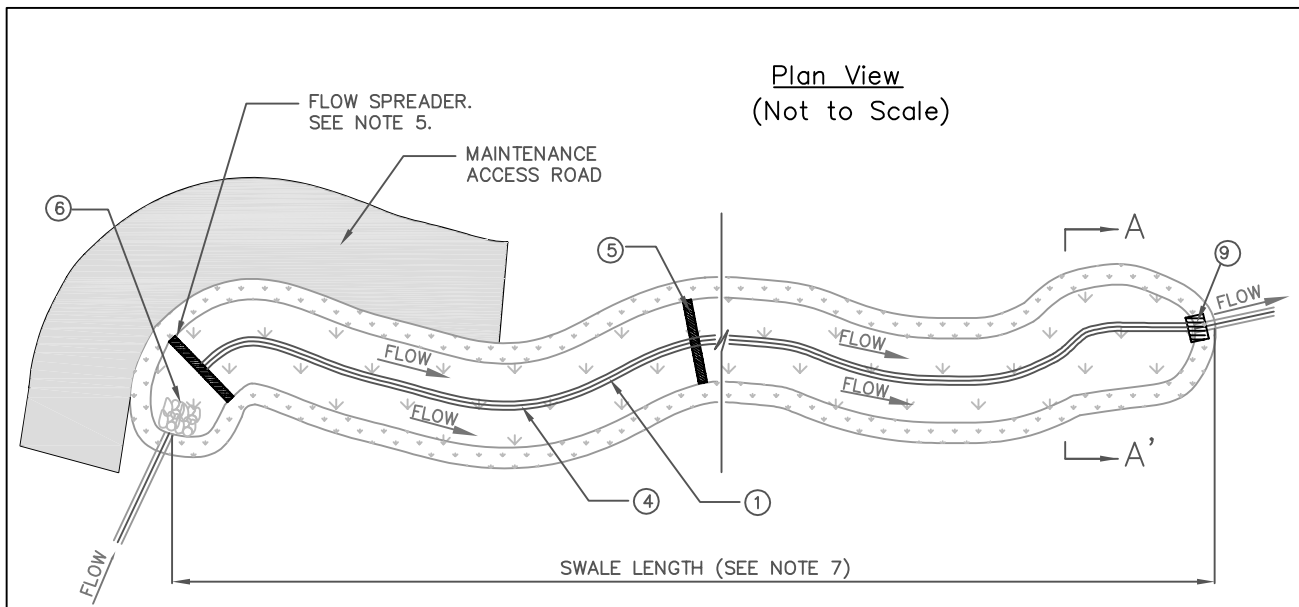 Plan View
(Not to Scale)
FLOW SPREADER.
SEE NOTE 5.
MAINTENANCE
ACCESS ROAD
6
5
A
9
FLOW
FLOW
FLOW
FLOW
FLOW
A'
4
1
FLOW
SWALE LENGTH (SEE NOTE 7)